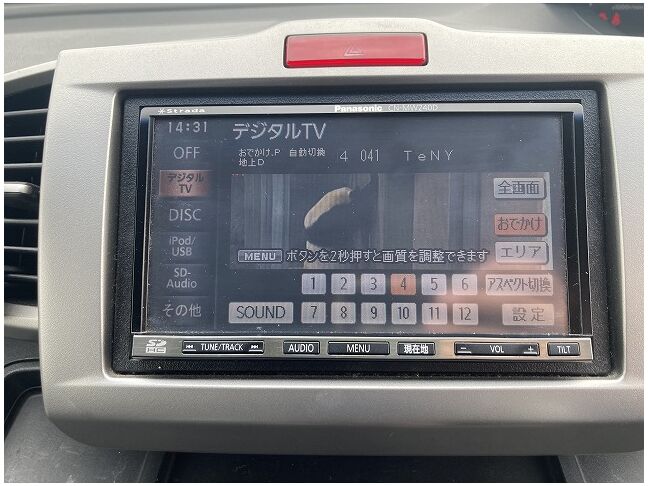 Strada Panasonic CN-MW240D
14:31 デジタルTV
OFF
おでかけ.P 自動切換 4 041 TeNY
地上D
デジタル
TV
全画面
DISC
おでかけ
iPod/
USB
MENU ボタンを2秒押すと画質を調整できます
エリア
SD-
Audio
1 2 3 4 5 6 アスペクト切換
その他 SOUND 7 8 9 10 11 12 設定
SD
HC
TUNE/TRACK AUDIO MENU 現在地 − VOL + TILT